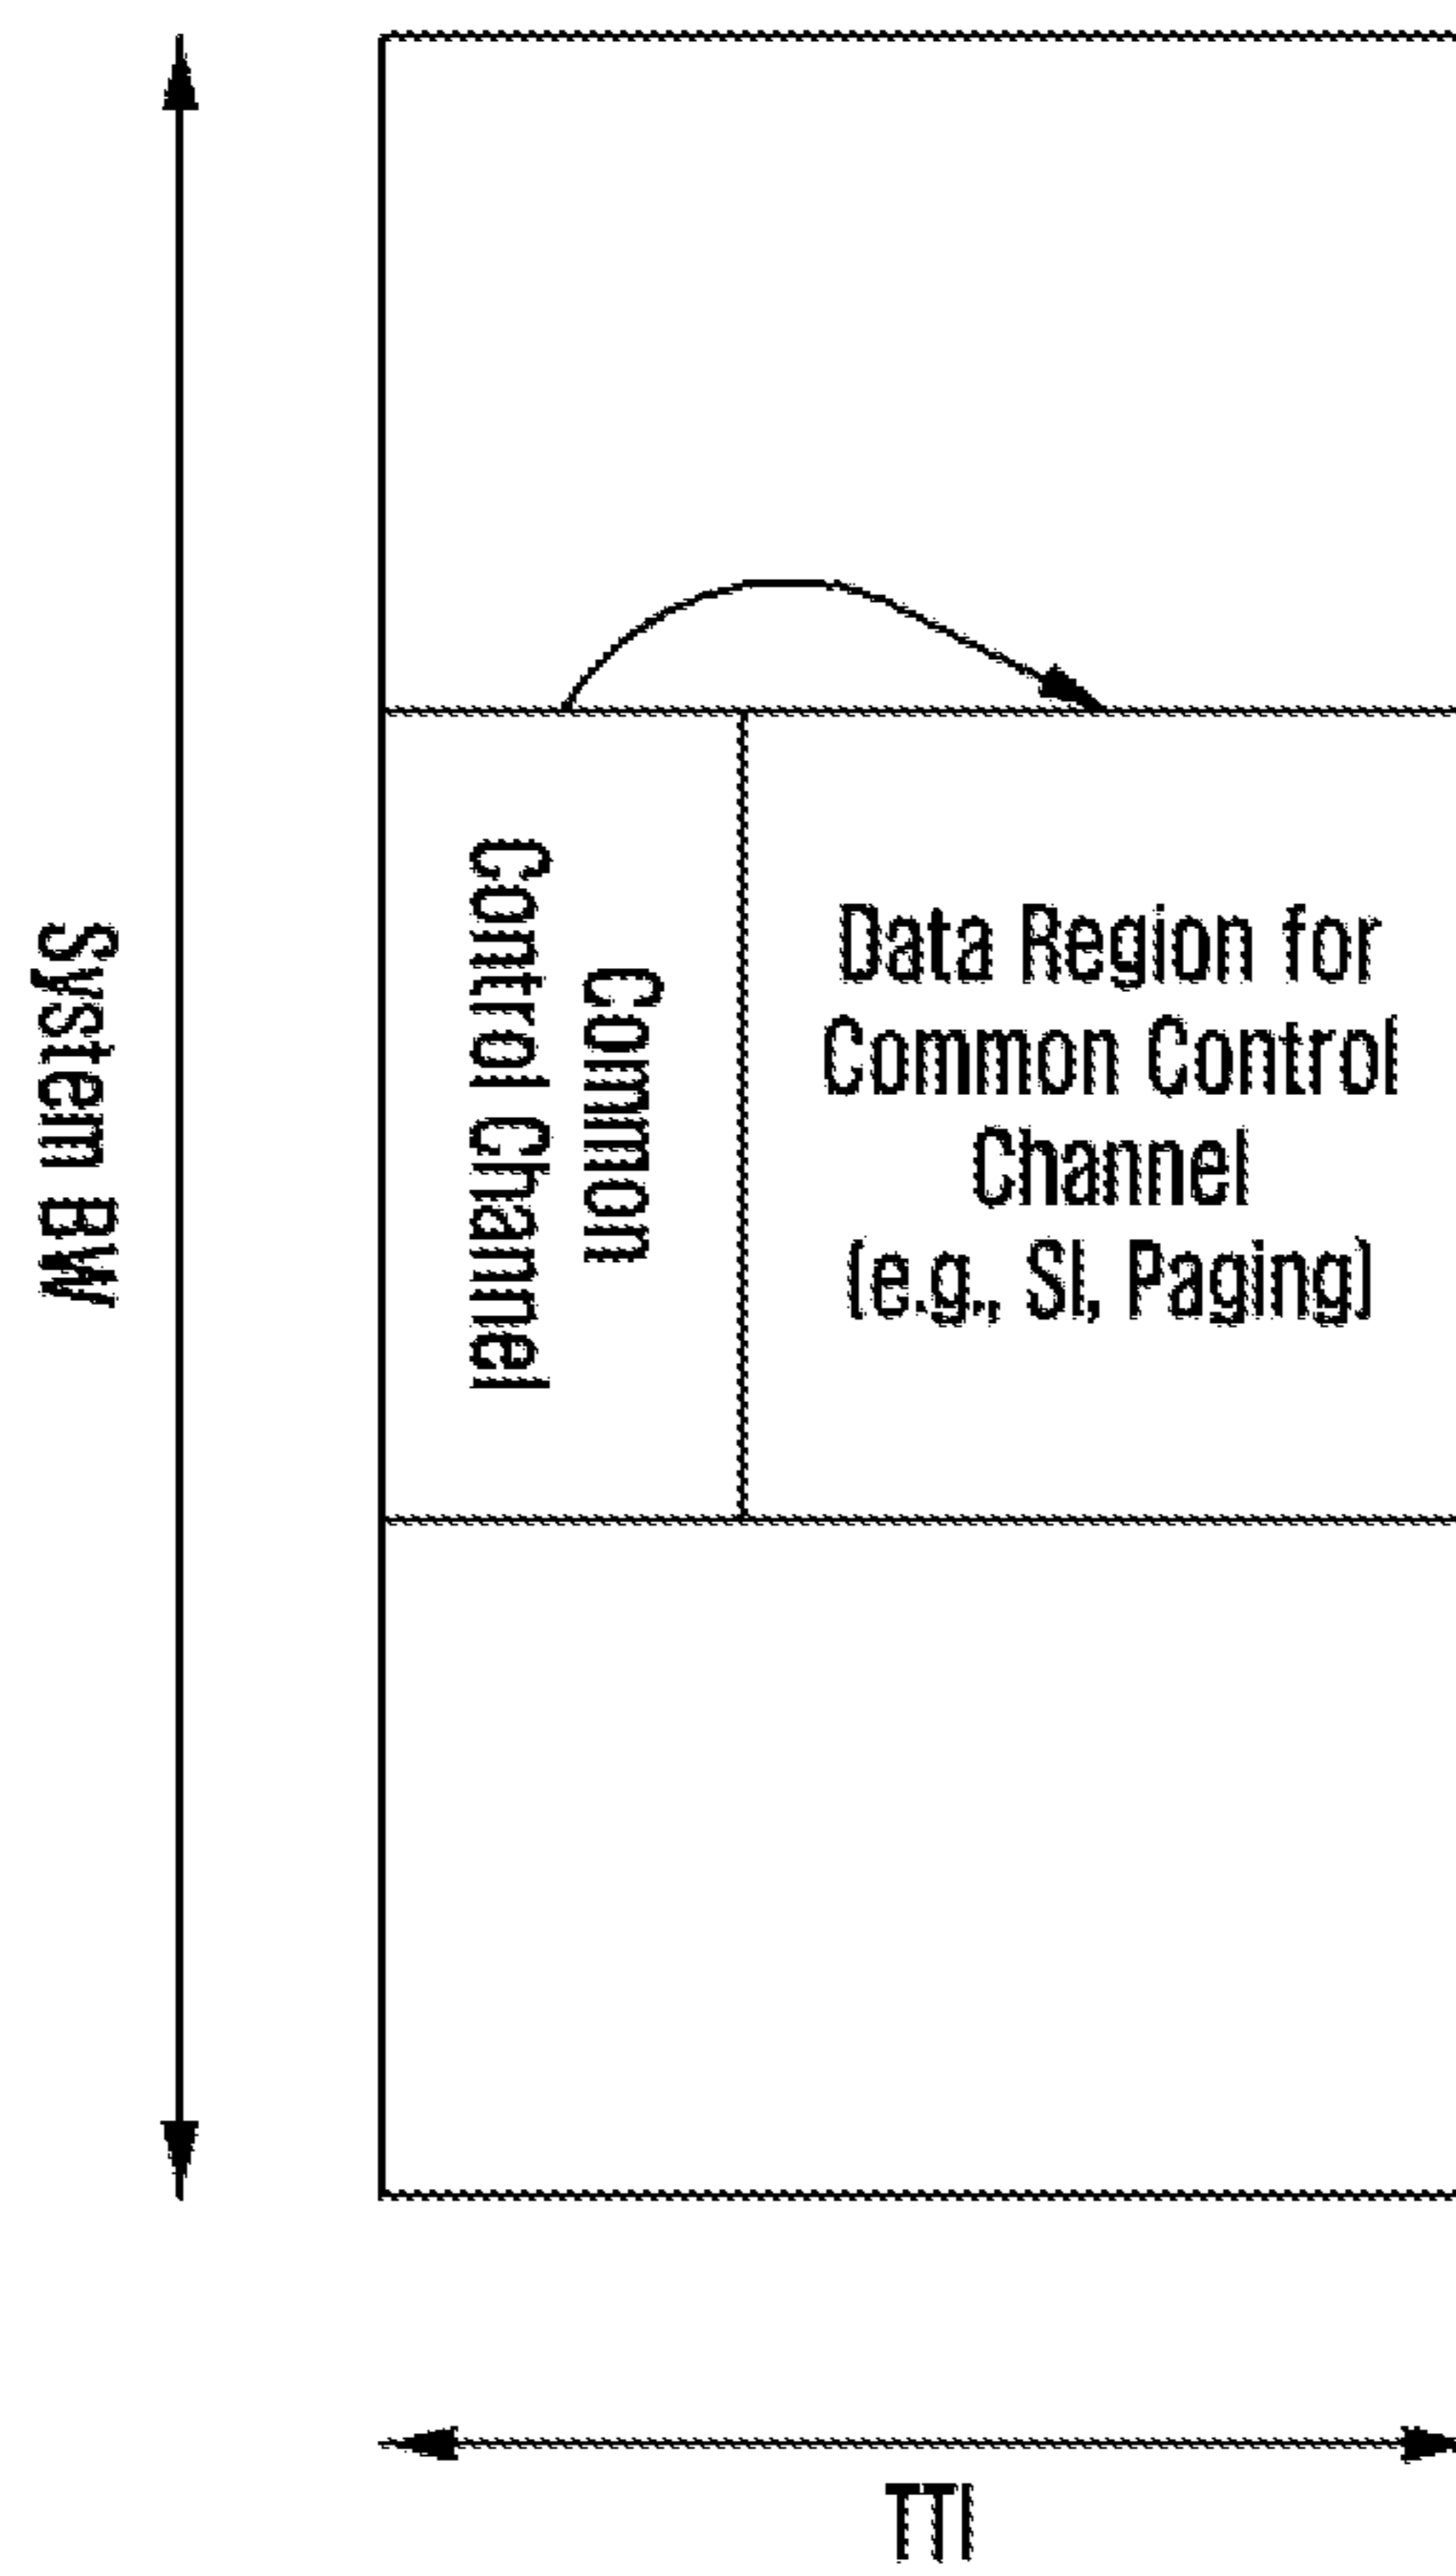 System BW
Common
Control Channel
Data Region for
Common Control
Channel
(e.g., SI, Paging)
TTI